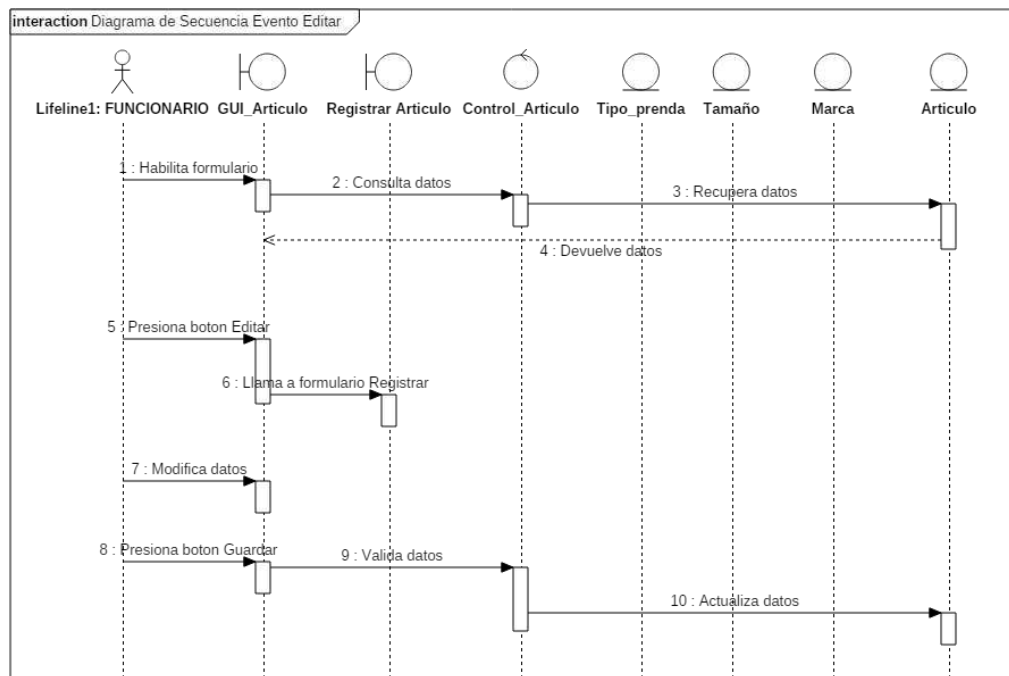 interaction Diagrama de Secuencia Evento Editar
Lifeline1: FUNCIONARIO GUI_Articulo Registrar Articulo Control_Articulo Tipo_prenda Tamaño Marca Articulo
1 : Habilita formulario
2 : Consulta datos
3 : Recupera datos
4 : Devuelve datos
5 : Presiona boton Editar
6 : Llama a formulario Registrar
7 : Modifica datos
8 : Presiona boton Guardar
9 : Valida datos
10 : Actualiza datos